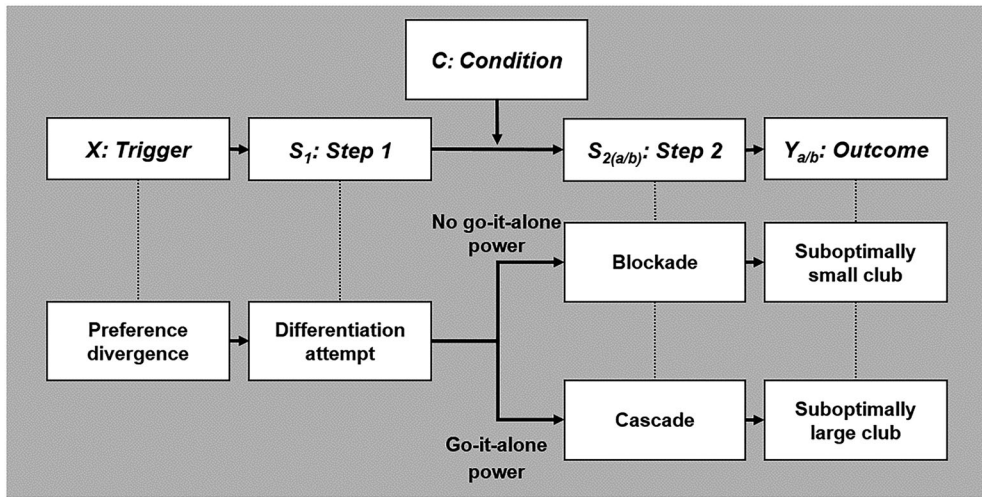 C: Condition
X: Trigger
S1: Step 1
S2(a/b): Step 2
Ya/b: Outcome
No go-it-alone
power
Blockade
Suboptimally
small club
Preference
divergence
Differentiation
attempt
Cascade
Suboptimally
large club
Go-it-alone
power